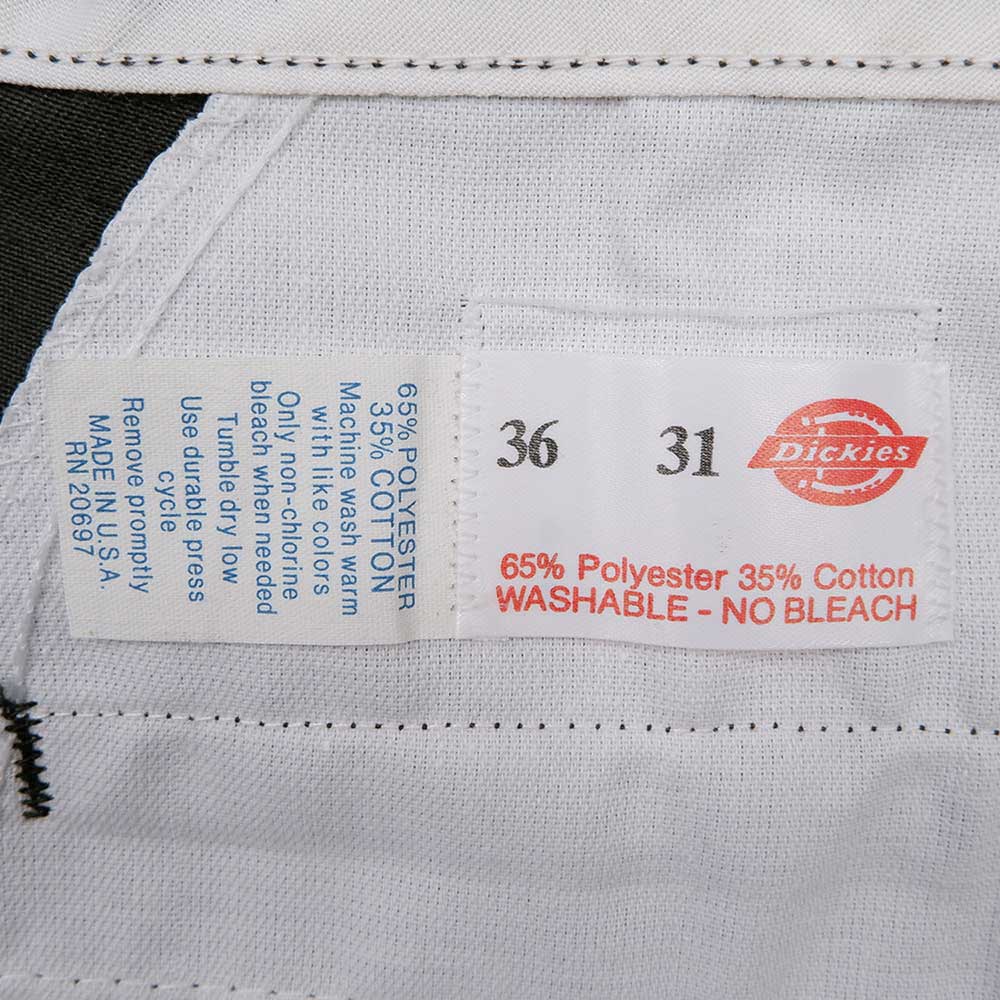 65% POLYESTER
35% COTTON
Machine wash warm
with like colors
Only non-chlorine
bleach when needed
Tumble dry low
Use durable press
cycle
Remove promptly
MADE IN U.S.A.
RN 20697
36 31 Dickies
65% Polyester 35% Cotton
WASHABLE - NO BLEACH